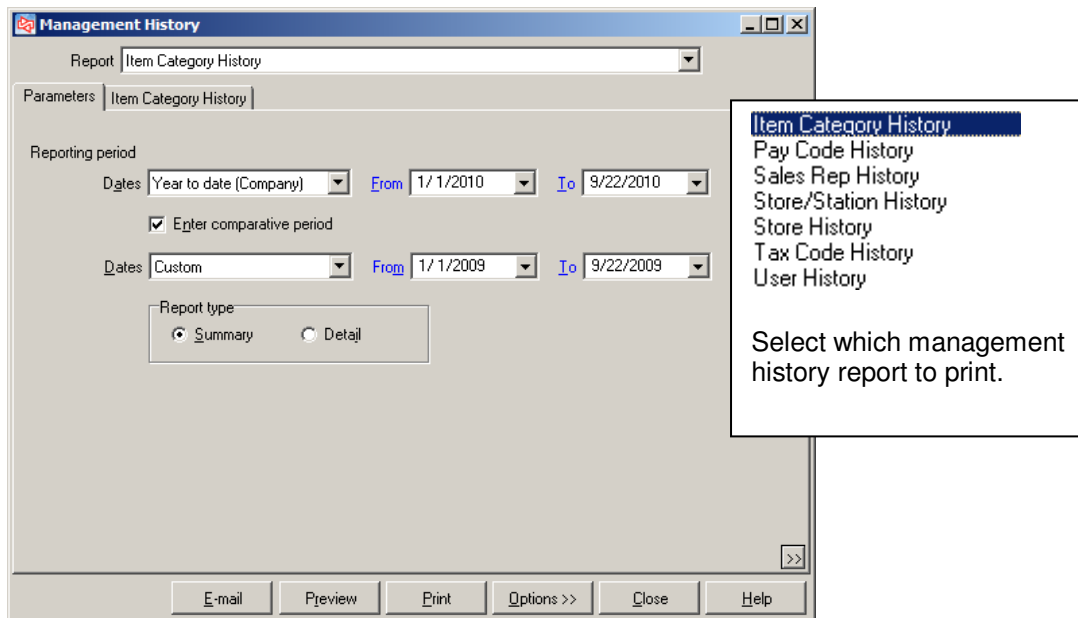 Management History
Report Item Category History
Parameters Item Category History
Reporting period
Dates Year to date (Company) From 1/ 1/2010 To 9/22/2010
Enter comparative period
Dates Custom From 1/ 1/2009 To 9/22/2009
Report type
Summary Detail
>>
E-mail Preview Print Options >> Close Help
Item Category History
Pay Code History
Sales Rep History
Store/Station History
Store History
Tax Code History
User History
Select which management
history report to print.